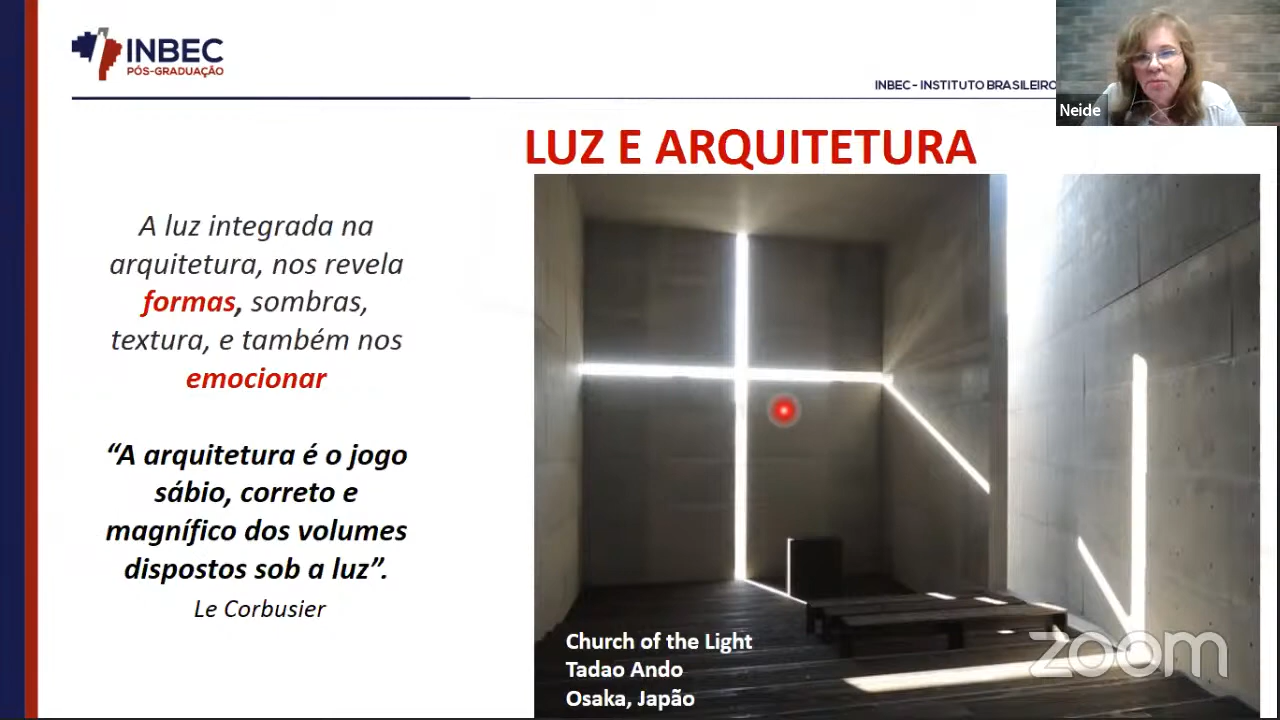 INBEC
PÓS-GRADUAÇÃO
INBEC - INSTITUTO BRASILEIRO
Neide
LUZ E ARQUITETURA
A luz integrada na
arquitetura, nos revela
formas, sombras,
textura, e também nos
emocionar
“A arquitetura é o jogo
sábio, correto e
magnífico dos volumes
dispostos sob a luz”.
Le Corbusier
Church of the Light
Tadao Ando
Osaka, Japão
zoom